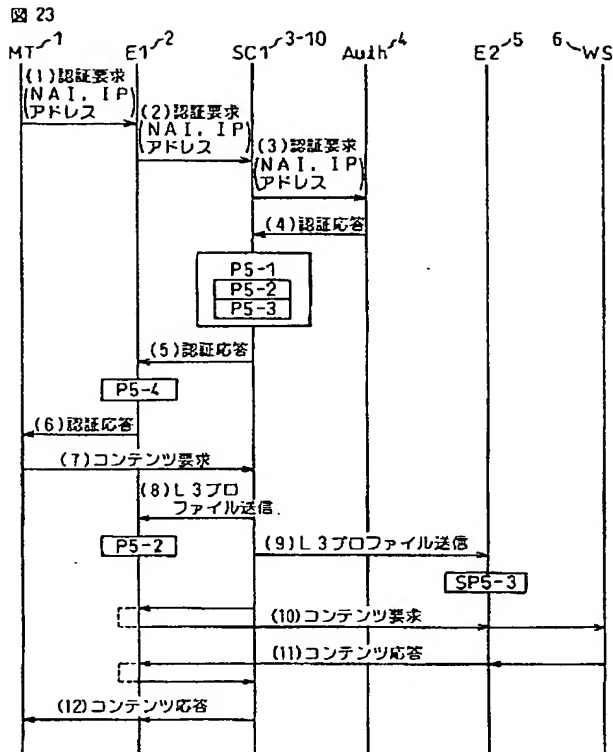 図 23
MT 1 E1 2 SC1 3-10 Auth 4 E2 5 6 WS
(1)認証要求
(NAI, IP
アドレス)
(2)認証要求
(NAI, IP
アドレス)
(3)認証要求
(NAI, IP
アドレス)
(4)認証応答
P5-1
P5-2
P5-3
(5)認証応答
P5-4
(6)認証応答
(7)コンテンツ要求
(8)L3プロ
ファイル送信.
P5-2
(9)L3プロファイル送信
SP5-3
(10)コンテンツ要求
(11)コンテンツ応答
(12)コンテンツ応答